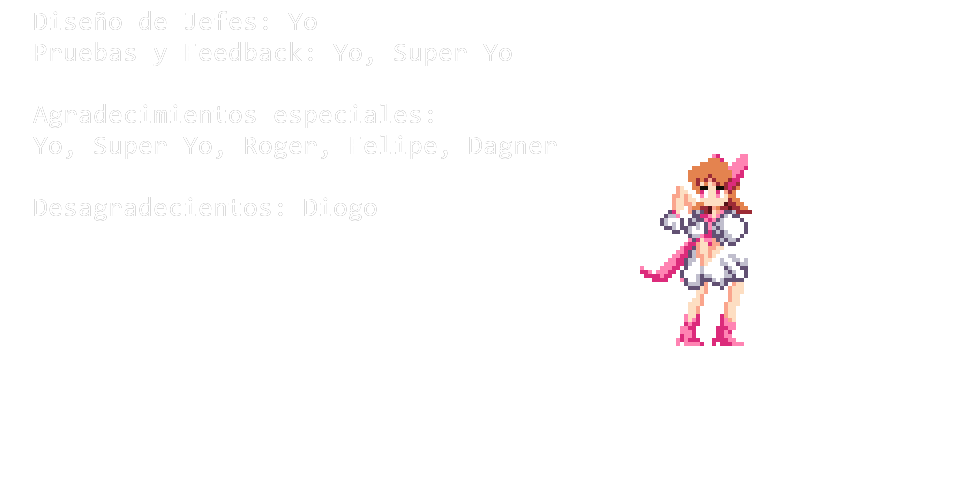 Diseño de Jefes: Yo
Pruebas y Feedback: Yo, Super Yo
Agradecimientos especiales:
Yo, Super Yo, Roger, Felipe, Dagner
Desagradecientos: Diogo